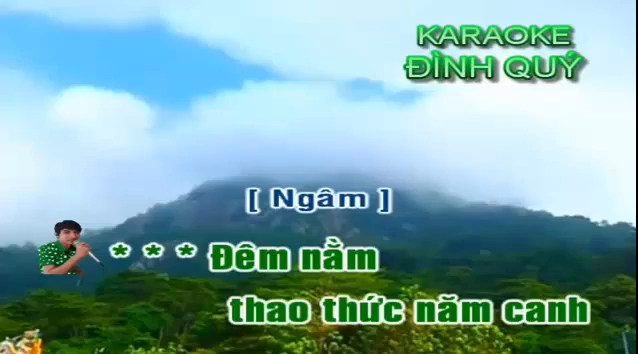 KARAOKE
ĐÌNH QUÝ
[ Ngâm ]
* * * Đêm nằm
thao thức năm canh